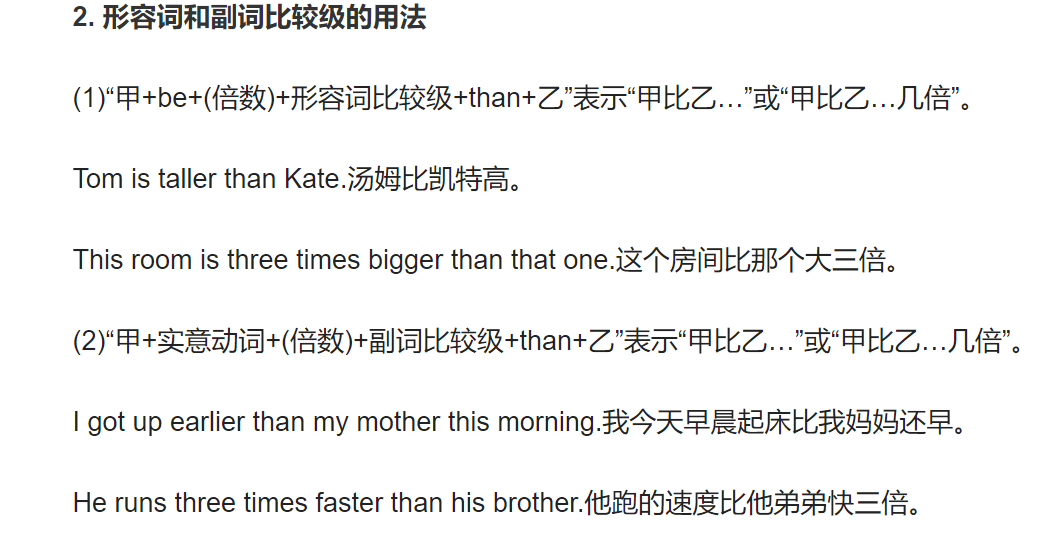 2. 形容词和副词比较级的用法
(1)“甲+be+(倍数)+形容词比较级+than+乙”表示“甲比乙…”或“甲比乙…几倍”。
Tom is taller than Kate.汤姆比凯特高。
This room is three times bigger than that one.这个房间比那个大三倍。
(2)“甲+实意动词+(倍数)+副词比较级+than+乙”表示“甲比乙…”或“甲比乙…几倍”。
I got up earlier than my mother this morning.我今天早晨起床比我妈妈还早。
He runs three times faster than his brother.他跑的速度比他弟弟快三倍。